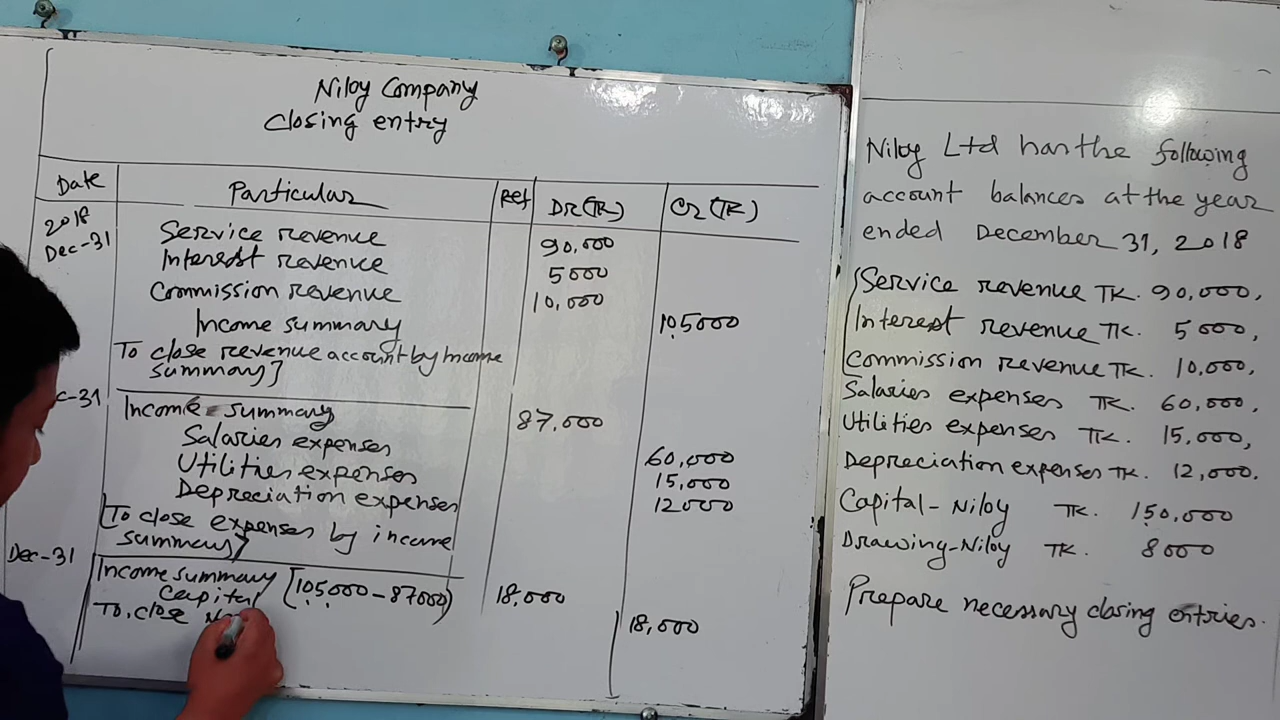 Niloy Company
Closing entry
Date Particular Ref Dr (TK) Cr (TK)
2018
Dec-31 Service revenue 90,000
Interest revenue 5000
Commission revenue 10,000
Income summary 105000
To close revenue account by Income
summary]
c-31 Income summary 87,000
Salaries expenses 60,000
Utilities expenses 15,000
Depreciation expenses 12000
[To close expenses by income
summary]
Dec-31 Income summary [105,000-87000) 18,000
Capital 18,000
To close
Niloy Ltd has the following
account balances at the year
ended December 31, 2018
Service revenue TK. 90,000,
Interest revenue TK. 5000,
Commission revenue TK. 10,000,
Salaries expenses TK. 60,000,
Utilities expenses TK. 15,000,
Depreciation expenses TK. 12,000.
Capital-Niloy TK. 150,000
Drawing-Niloy TK. 8000
Prepare necessary closing entries.